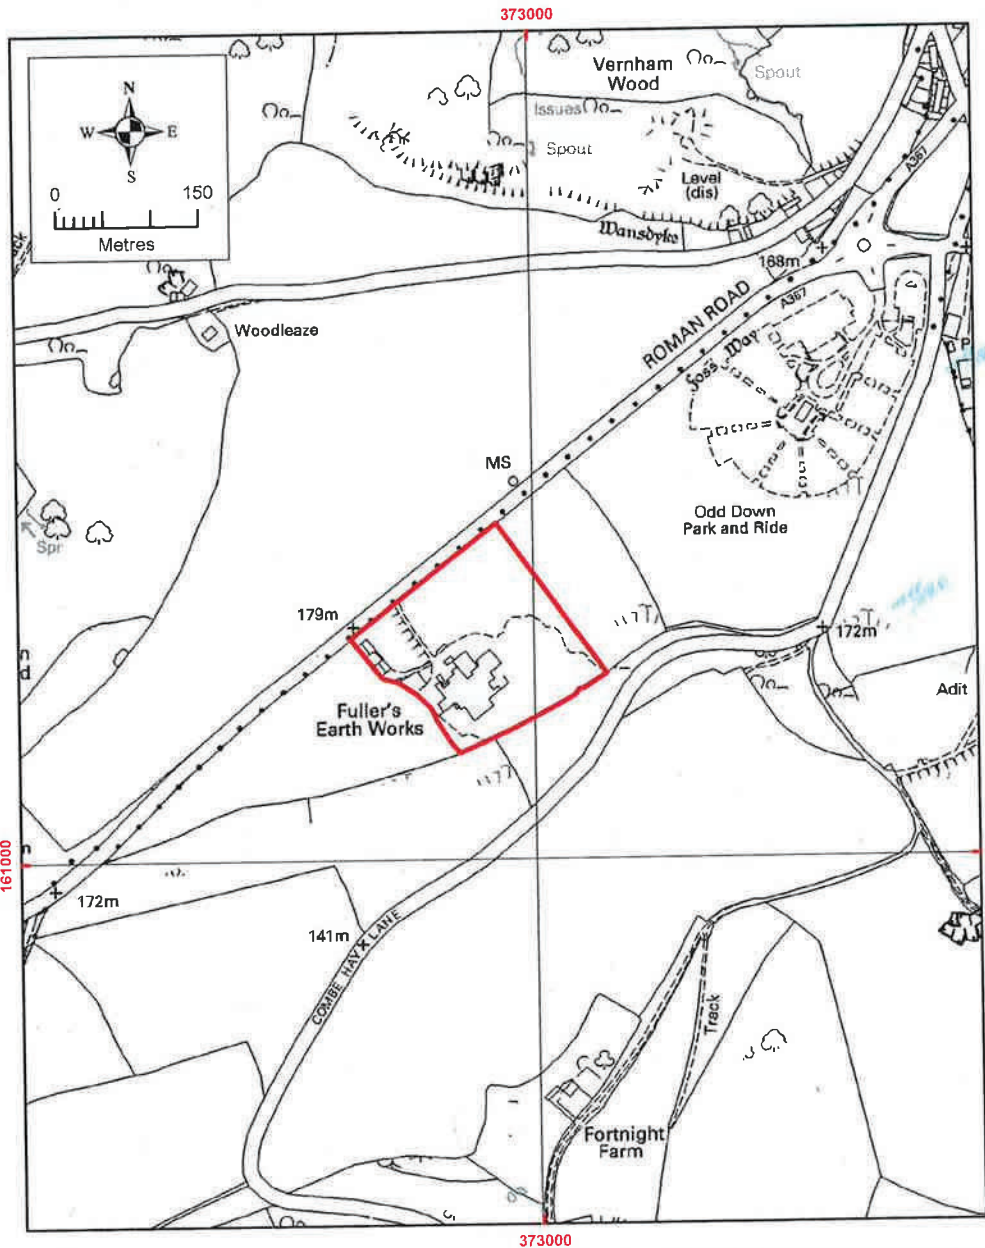 373000
Vernham
Wood
Spout
N
W E
S
0 150
Metres
Issues
Spout
Level
(dis)
A367
Wansdyke
168m
ROMAN ROAD
A367
Foss Way
Woodleaze
P
MS
Odd Down
Park and Ride
Spr
179m
172m
Fuller's
Earth Works
Adit
161000
172m
141m
COMBE HAY LANE
Track
Fortnight
Farm
373000